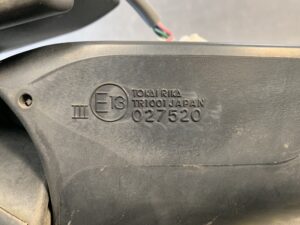 TOKAI RIKA
III E13 TR1001 JAPAN
027520